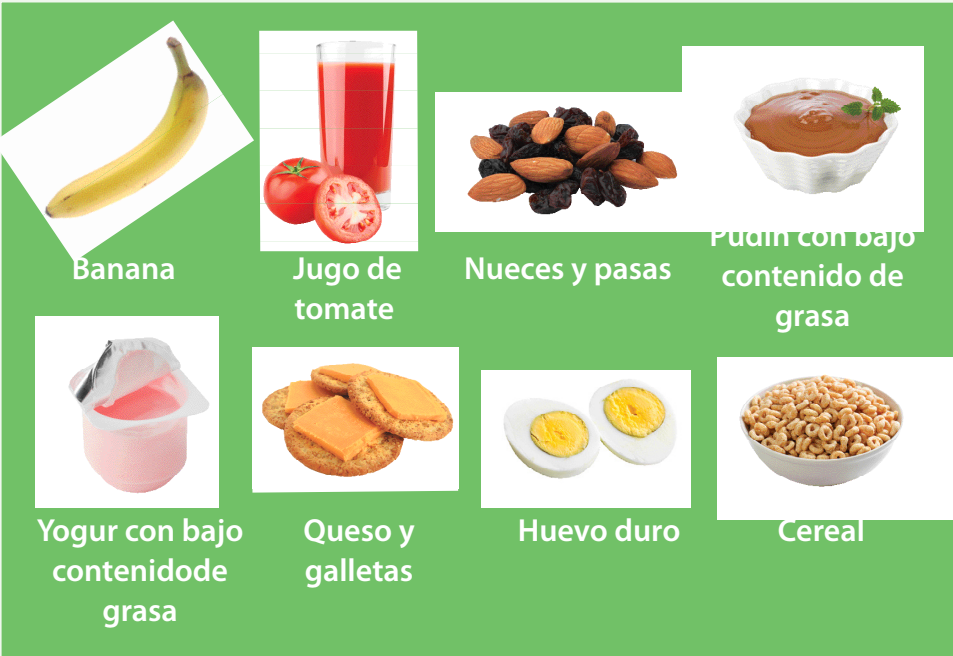 Banana
Jugo de
tomate
Nueces y pasas
Pudín con bajo
contenido de
grasa
Yogur con bajo
contenidode
grasa
Queso y
galletas
Huevo duro
Cereal